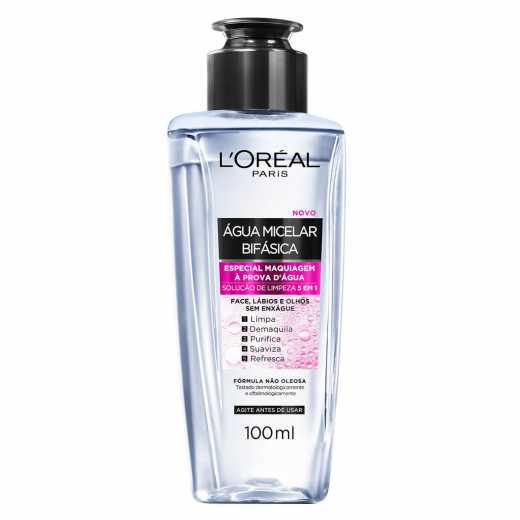 L'ORÉAL
PARIS
NOVO
ÁGUA MICELAR
BIFÁSICA
ESPECIAL MAQUIAGEM
À PROVA D'ÁGUA
SOLUÇÃO DE LIMPEZA 5 EM 1
FACE, LÁBIOS E OLHOS
SEM ENXÁGUE
1 Limpa
2 Demaquila
3 Purifica
4 Suaviza
5 Refresca
FÓRMULA NÃO OLEOSA
Testado dermatologicamente
e oftalmologicamente
AGITE ANTES DE USAR
100ml